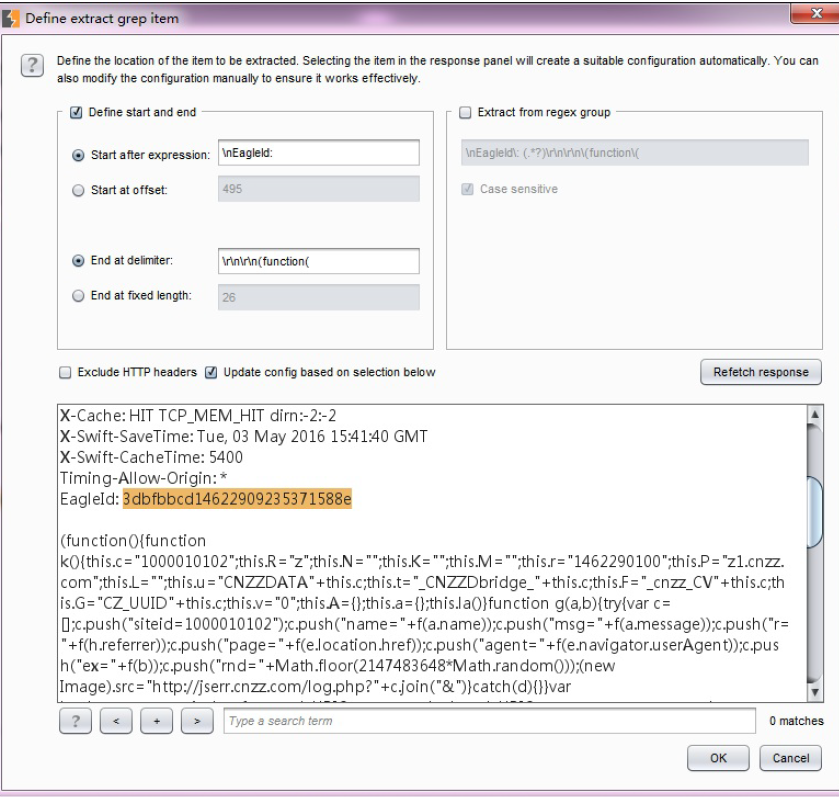 Define extract grep item
Define the location of the item to be extracted. Selecting the item in the response panel will create a suitable configuration automatically. You can
also modify the configuration manually to ensure it works effectively.
Define start and end
Start after expression: \nEagleId:
Start at offset: 495
End at delimiter: \r\n\r\n(function(
End at fixed length: 26
Extract from regex group
\nEagleId\: (.*?)\r\n\r\n\(function\(
Case sensitive
Exclude HTTP headers Update config based on selection below
Refetch response
X-Cache: HIT TCP_MEM_HIT dirn:-2:-2
X-Swift-SaveTime: Tue, 03 May 2016 15:41:40 GMT
X-Swift-CacheTime: 5400
Timing-Allow-Origin: *
EagleId: 3dbfbbcd14622909235371588e
(function(){function
k(){this.c="1000010102";this.R="z";this.N="";this.K="";this.M="";this.r="1462290100";this.P="z1.cnzz.
com";this.L="";this.u="CNZZDATA"+this.c;this.t="_CNZZDbridge_"+this.c;this.F="_cnzz_CV"+this.c;th
is.G="CZ_UUID"+this.c;this.v="0";this.A={};this.a={};this.la()}function g(a,b){try{var c=
[];c.push("siteid=1000010102");c.push("name="+f(a.name));c.push("msg="+f(a.message));c.push("r=
"+f(h.referrer));c.push("page="+f(e.location.href));c.push("agent="+f(e.navigator.userAgent));c.pus
h("ex="+f(b));c.push("rnd="+Math.floor(2147483648*Math.random()));(new
Image).src="http://jserr.cnzz.com/log.php?"+c.join("&")}catch(d){}}var
? < + > Type a search term 0 matches
OK Cancel